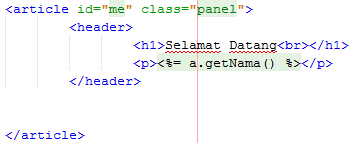 <article id="me" class="panel">
<header>
<h1>Selamat Datang<br></h1>
<p><%= a.getNama() %></p>
</header>
</article>